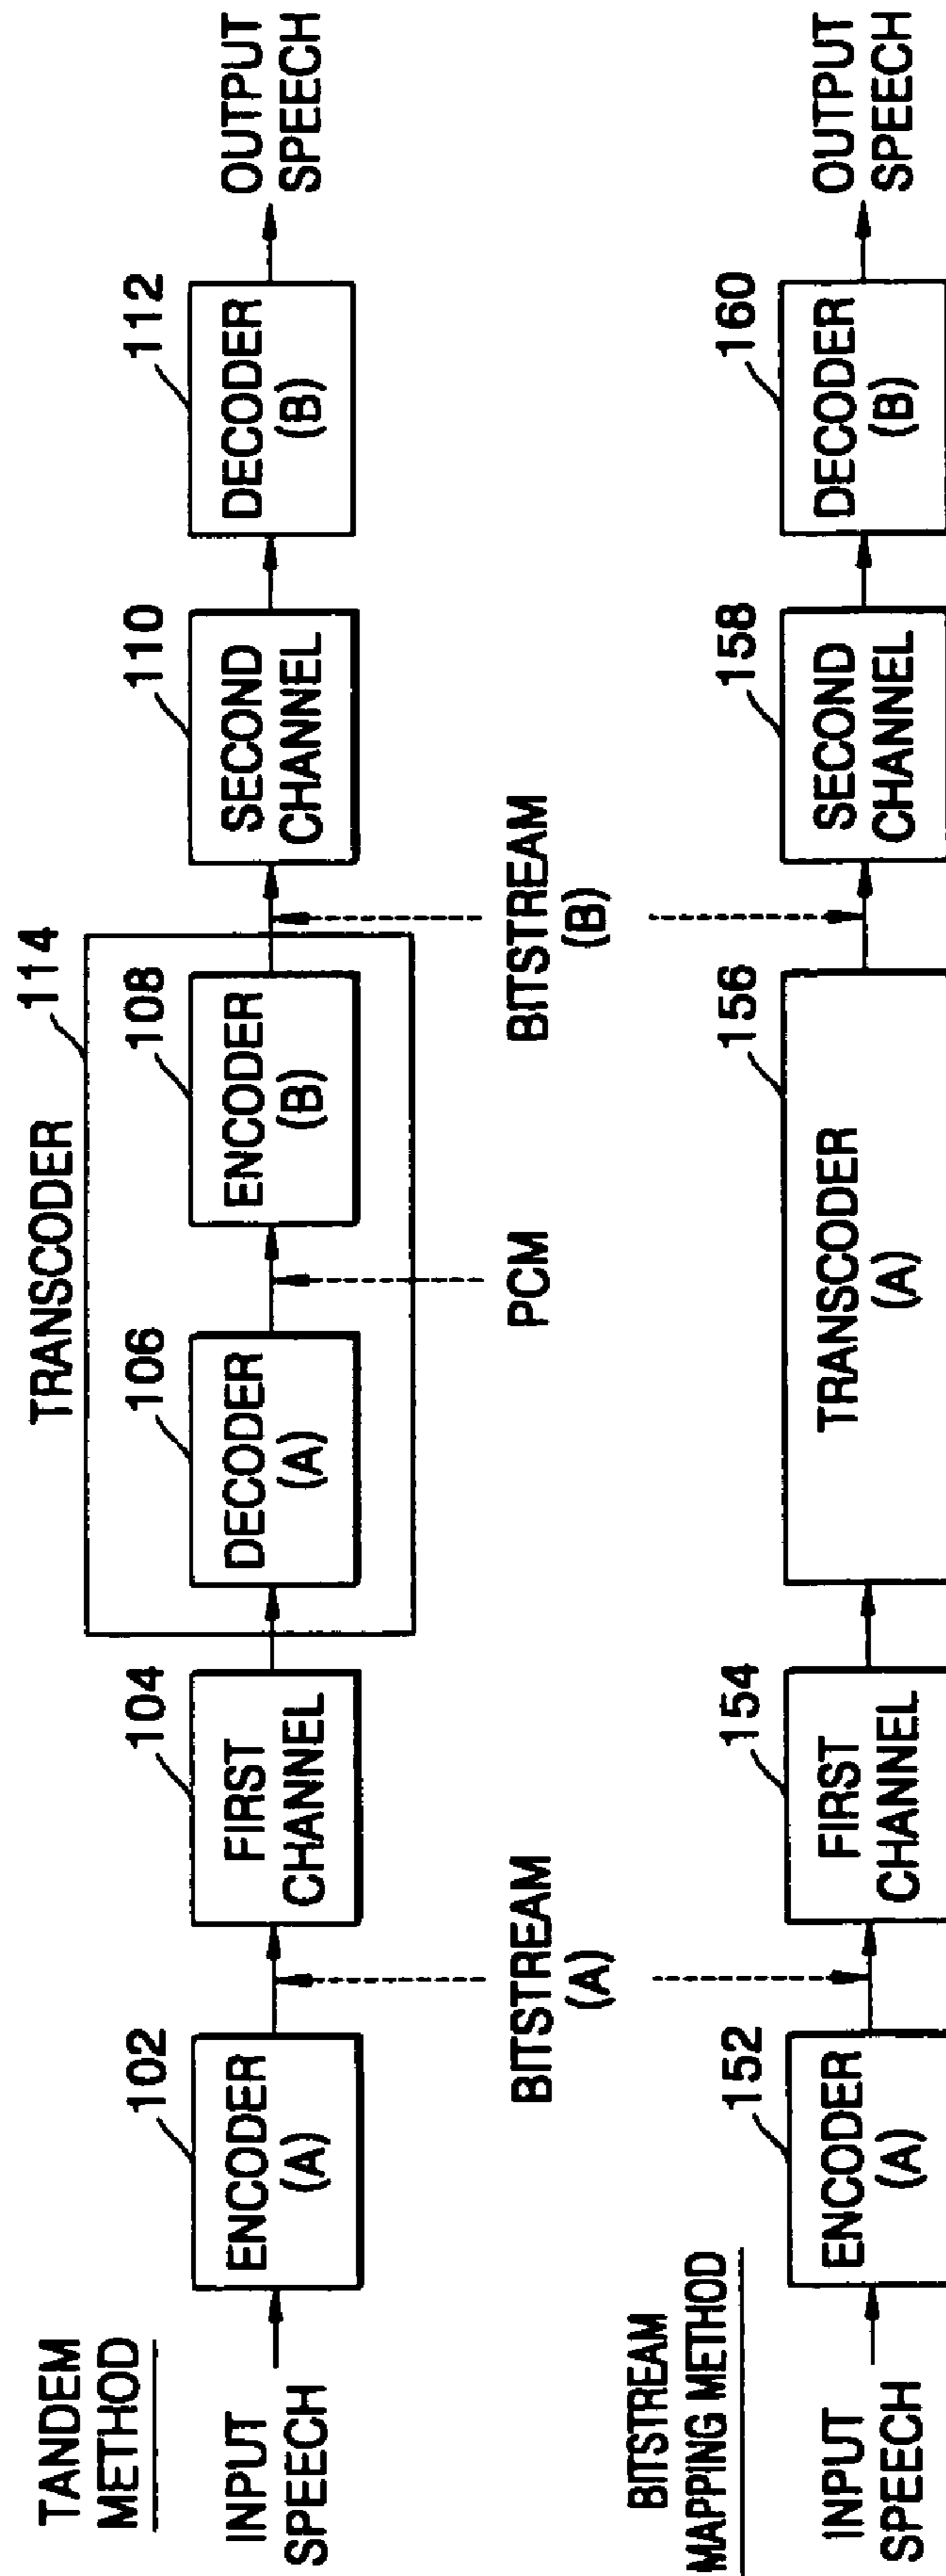 TANDEM
METHOD
INPUT
SPEECH
102
ENCODER
(A)
BITSTREAM
(A)
104
FIRST
CHANNEL
TRANSCODER
114
106
DECODER
(A)
PCM
108
ENCODER
(B)
BITSTREAM
(B)
110
SECOND
CHANNEL
112
DECODER
(B)
OUTPUT
SPEECH
BITSTREAM
MAPPING METHOD
INPUT
SPEECH
152
ENCODER
(A)
154
FIRST
CHANNEL
156
TRANSCODER
(A)
158
SECOND
CHANNEL
160
DECODER
(B)
OUTPUT
SPEECH